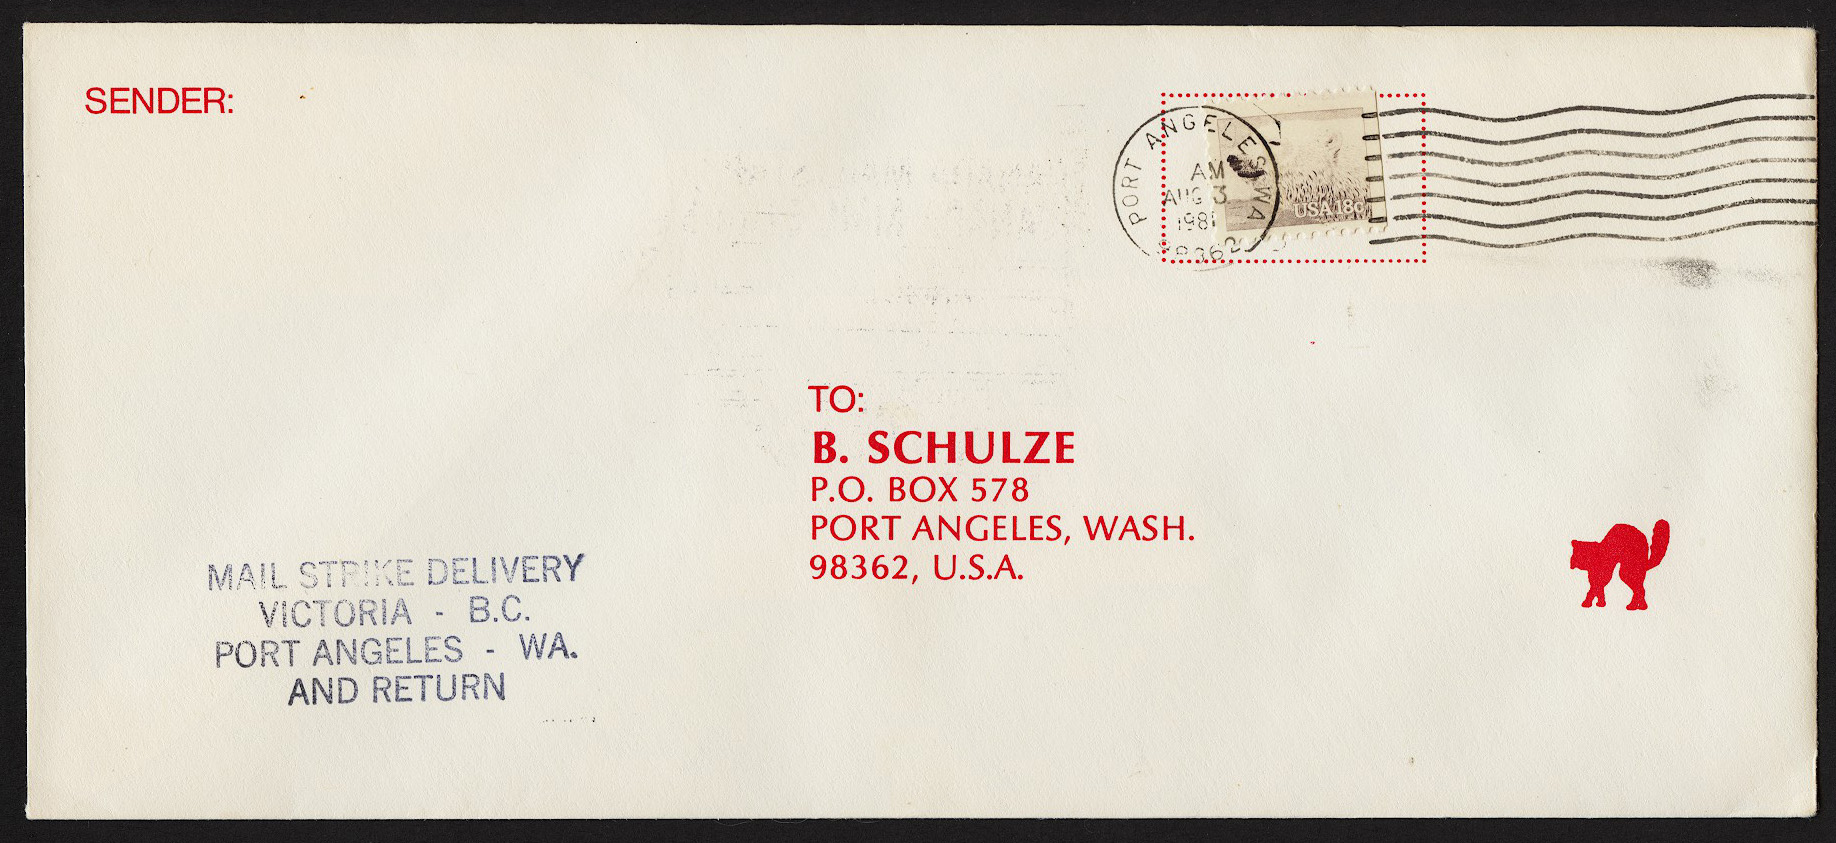 SENDER:
PORT ANGELES WA
AM
AUG 3
1981
98362
USA 18c
TO:
B. SCHULZE
P.O. BOX 578
PORT ANGELES, WASH.
98362, U.S.A.
MAIL STRIKE DELIVERY
VICTORIA - B.C.
PORT ANGELES - WA.
AND RETURN